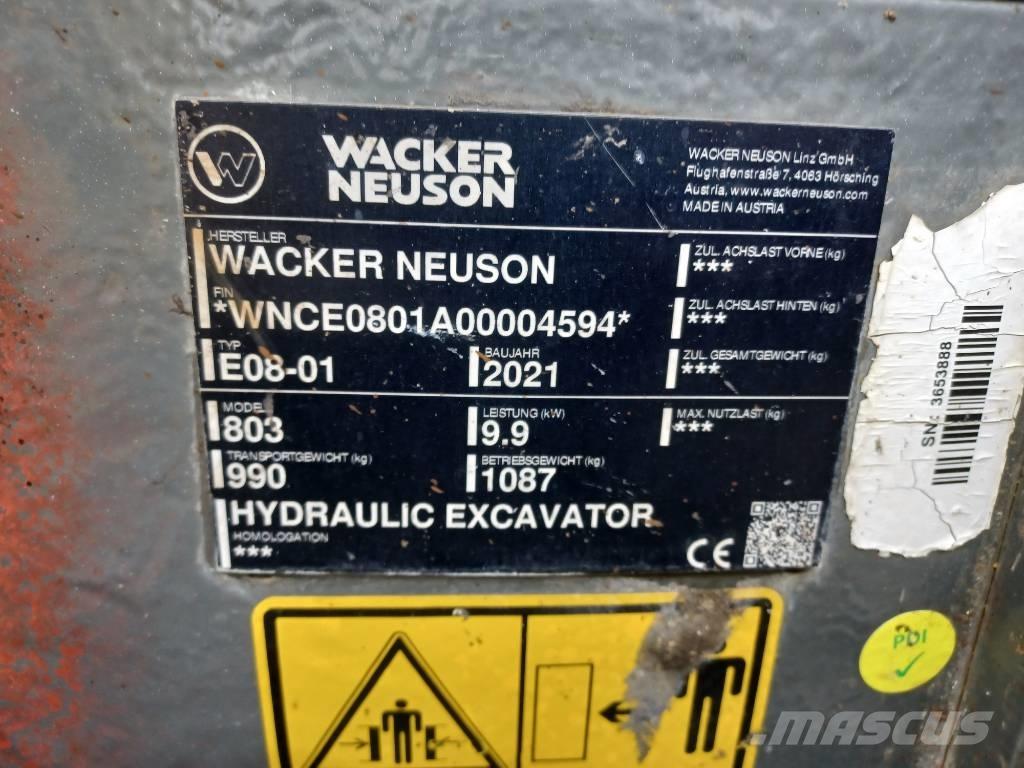 WACKER
NEUSON
WACKER NEUSON Linz GmbH
Flughafenstraße 7, 4063 Hörsching
Austria, www.wackerneuson.com
MADE IN AUSTRIA
HERSTELLER
WACKER NEUSON
FIN
*WNCE0801A00004594*
TYP
E08-01
BAUJAHR
2021
ZUL. ACHSLAST VORNE (kg)
***
ZUL. ACHSLAST HINTEN (kg)
***
ZUL. GESAMTGEWICHT (kg)
***
MODEL
803
LEISTUNG (kW)
9.9
MAX. NUTZLAST (kg)
***
TRANSPORTGEWICHT (kg)
990
BETRIEBSGEWICHT (kg)
1087
HYDRAULIC EXCAVATOR
HOMOLOGATION
***
CE
3653888
PDI
MASCUS